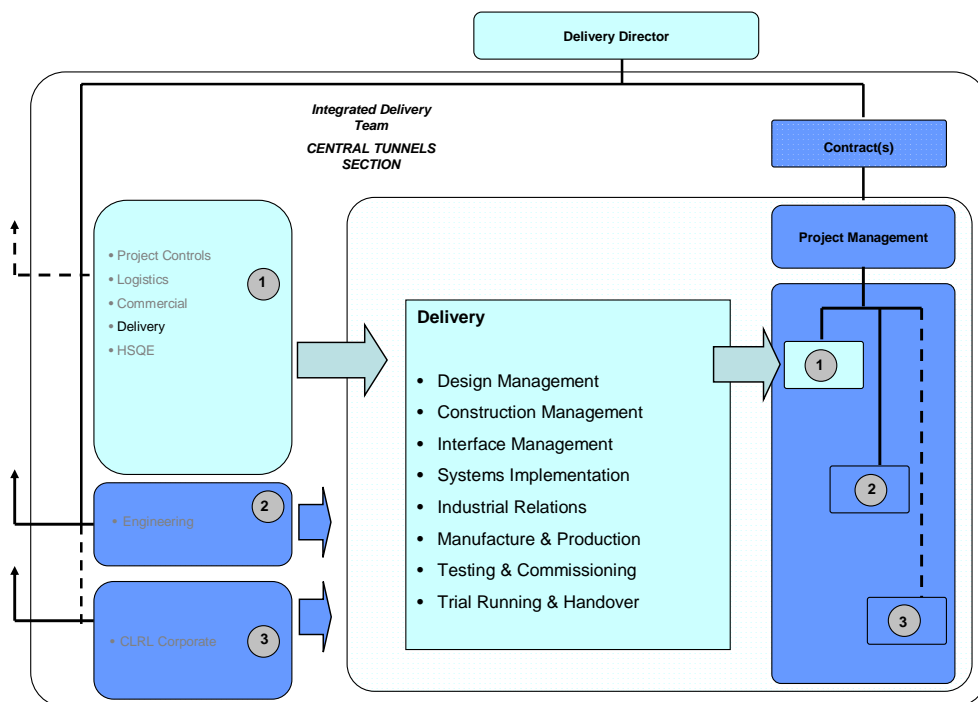 Delivery Director
Integrated Delivery
Team
CENTRAL TUNNELS
SECTION
Contract(s)
Project Management
• Project Controls
• Logistics
• Commercial
• Delivery
• HSQE
1
• Engineering
2
• CLRL Corporate
3
Delivery
• Design Management
• Construction Management
• Interface Management
• Systems Implementation
• Industrial Relations
• Manufacture & Production
• Testing & Commissioning
• Trial Running & Handover
1
2
3